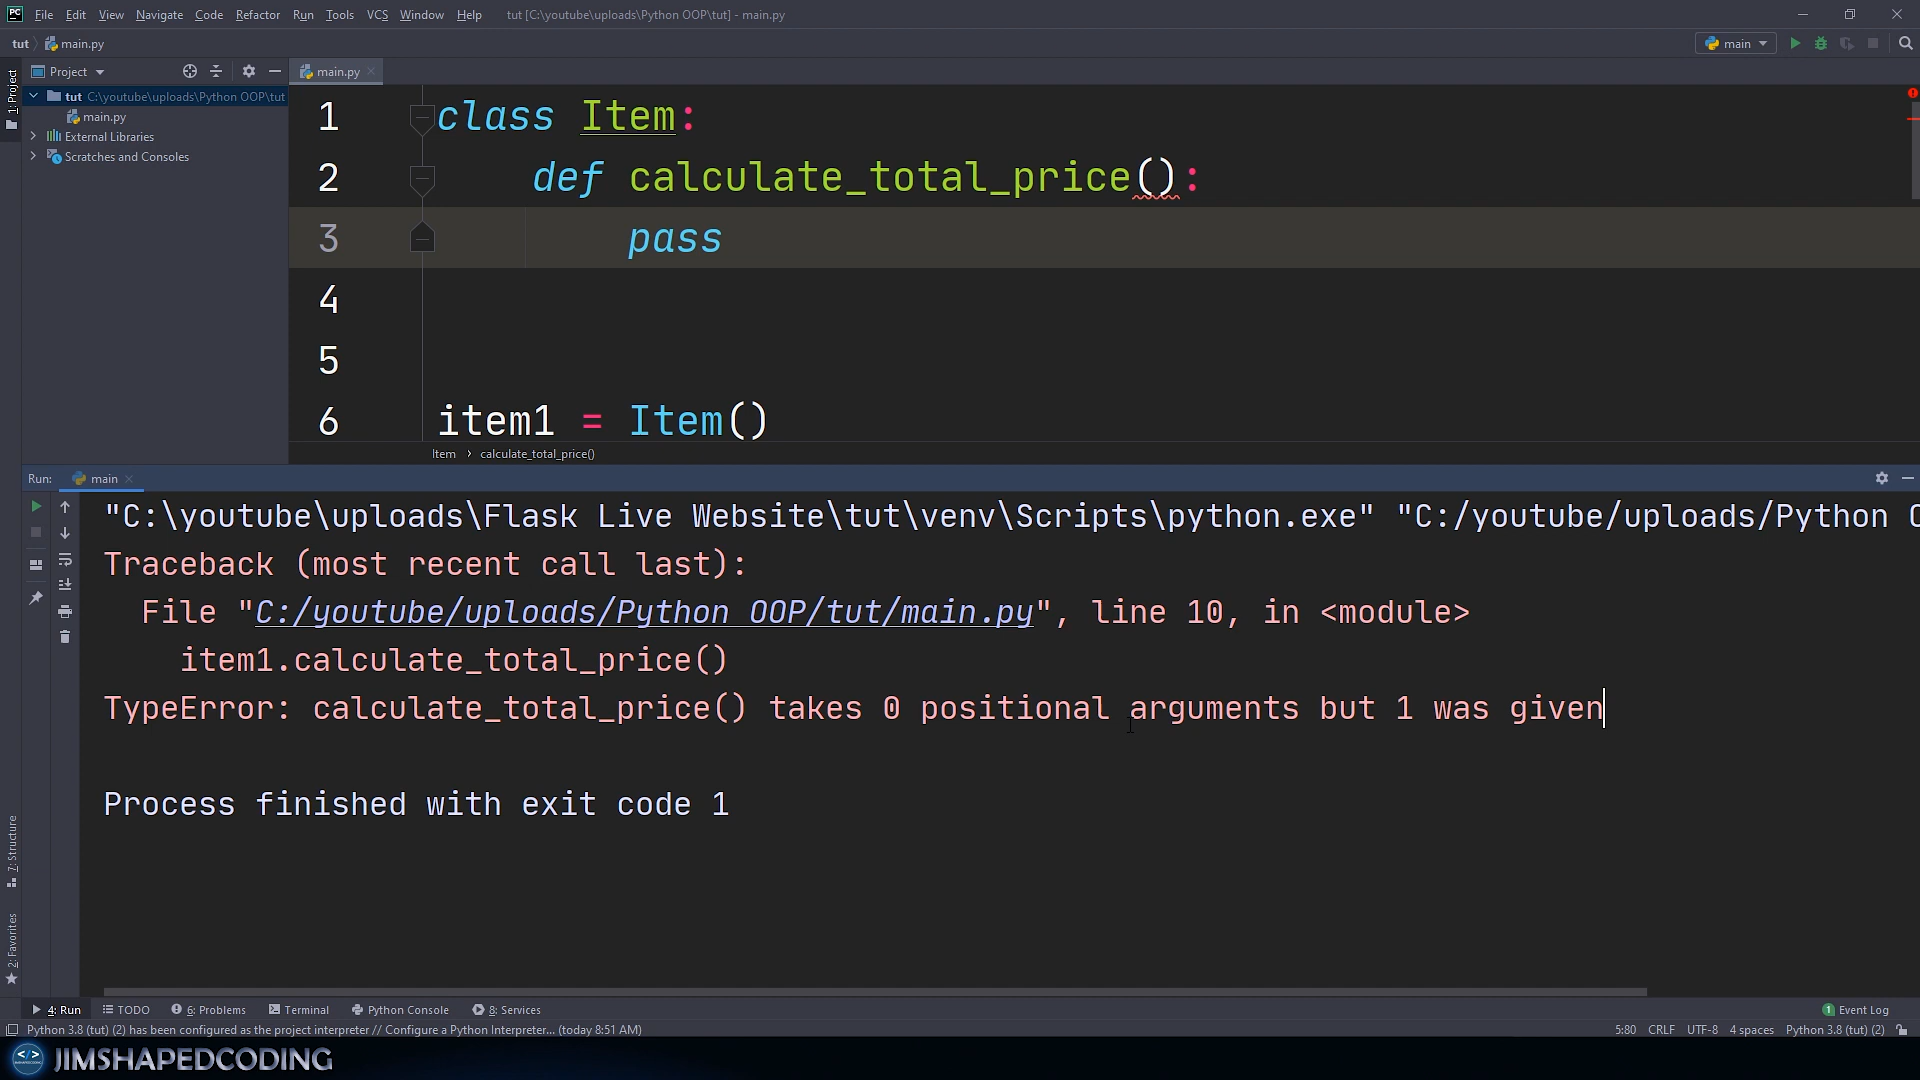 File Edit View Navigate Code Refactor Run Tools VCS Window Help tut [C:\youtube\uploads\Python OOP\tut] - main.py
tut main.py main
Project main.py
1: Project
tut C:\youtube\uploads\Python OOP\tut
main.py
External Libraries
Scratches and Consoles
1 class Item:
2 def calculate_total_price():
3 pass
4
5
6 item1 = Item()
Item › calculate_total_price()
Run: main
"C:\youtube\uploads\Flask Live Website\tut\venv\Scripts\python.exe" "C:/youtube/uploads/Python O
Traceback (most recent call last):
File "C:/youtube/uploads/Python OOP/tut/main.py", line 10, in <module>
item1.calculate_total_price()
TypeError: calculate_total_price() takes 0 positional arguments but 1 was given
Process finished with exit code 1
7: Structure
2: Favorites
4: Run TODO 6: Problems Terminal Python Console 8: Services 1 Event Log
Python 3.8 (tut) (2) has been configured as the project interpreter // Configure a Python Interpreter... (today 8:51 AM) 5:80 CRLF UTF-8 4 spaces Python 3.8 (tut) (2)
JIMSHAPEDCODING